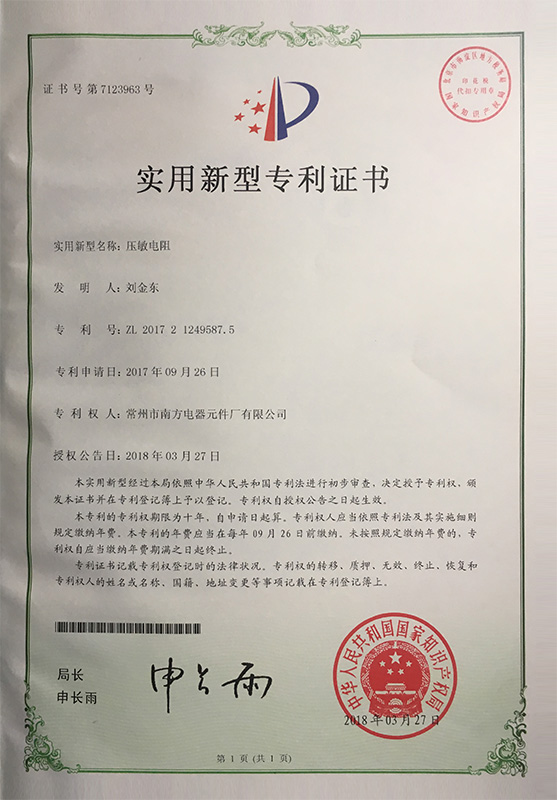 证书号第7123963号
印花税
代扣专用章
国家知识产权局
实用新型专利证书
实用新型名称：压敏电阻
发明人：刘金东
专利号：ZL 2017 2 1249587.5
专利申请日：2017年09月26日
专利权人：常州市南方电器元件厂有限公司
授权公告日：2018年03月27日
本实用新型经过本局依照中华人民共和国专利法进行初步审查，决定授予专利权，颁
发本证书并在专利登记簿上予以登记。专利权自授权公告之日起生效。
本专利的专利权期限为十年，自申请日起算。专利权人应当依照专利法及其实施细则
规定缴纳年费。本专利的年费应当在每年09月26日前缴纳。未按照规定缴纳年费的，专
利权自应当缴纳年费期满之日起终止。
专利证书记载专利权登记时的法律状况。专利权的转移、质押、无效、终止、恢复和
专利权人的姓名或名称、国籍、地址变更等事项记载在专利登记簿上。
局长
申长雨
申长雨
中华人民共和国国家知识产权局
2018年03月27日
第1页（共1页）